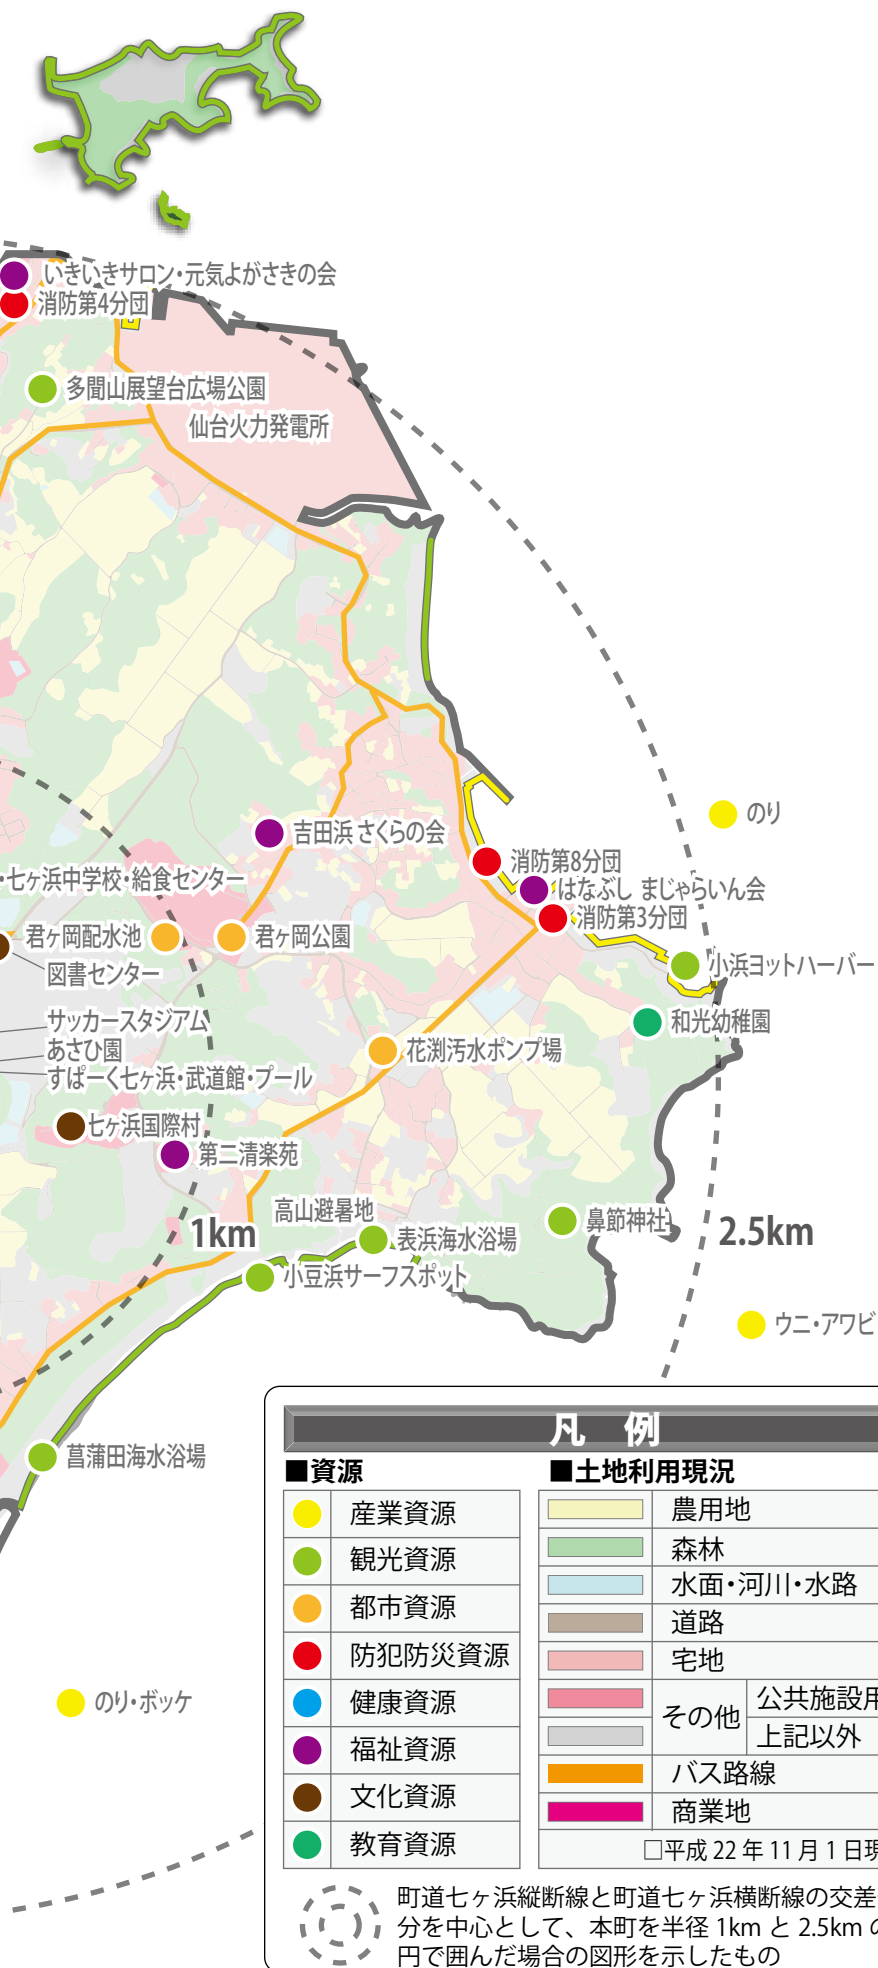 いきいきサロン・元気よがさきの会
消防第4分団
多聞山展望台広場公園
仙台火力発電所
のり
吉田浜 さくらの会
消防第8分団
・七ヶ浜中学校・給食センター
はなぶし まじゃらいん会
消防第3分団
君ヶ岡配水池
君ヶ岡公園
図書センター
小浜ヨットハーバー
サッカースタジアム
和光幼稚園
あさひ園
花渕汚水ポンプ場
すぱーく七ヶ浜・武道館・プール
七ヶ浜国際村
第二清楽苑
高山避暑地
鼻節神社
1km
2.5km
表浜海水浴場
小豆浜サーフスポット
ウニ・アワビ
菖蒲田海水浴場
のり・ボッケ
凡 例
■資源
産業資源
観光資源
都市資源
防犯防災資源
健康資源
福祉資源
文化資源
教育資源
■土地利用現況
農用地
森林
水面・河川・水路
道路
宅地
その他
公共施設用
上記以外
バス路線
商業地
□平成 22 年 11 月 1 日現
町道七ヶ浜縦断線と町道七ヶ浜横断線の交差
分を中心として、本町を半径 1km と 2.5km の
円で囲んだ場合の図形を示したもの